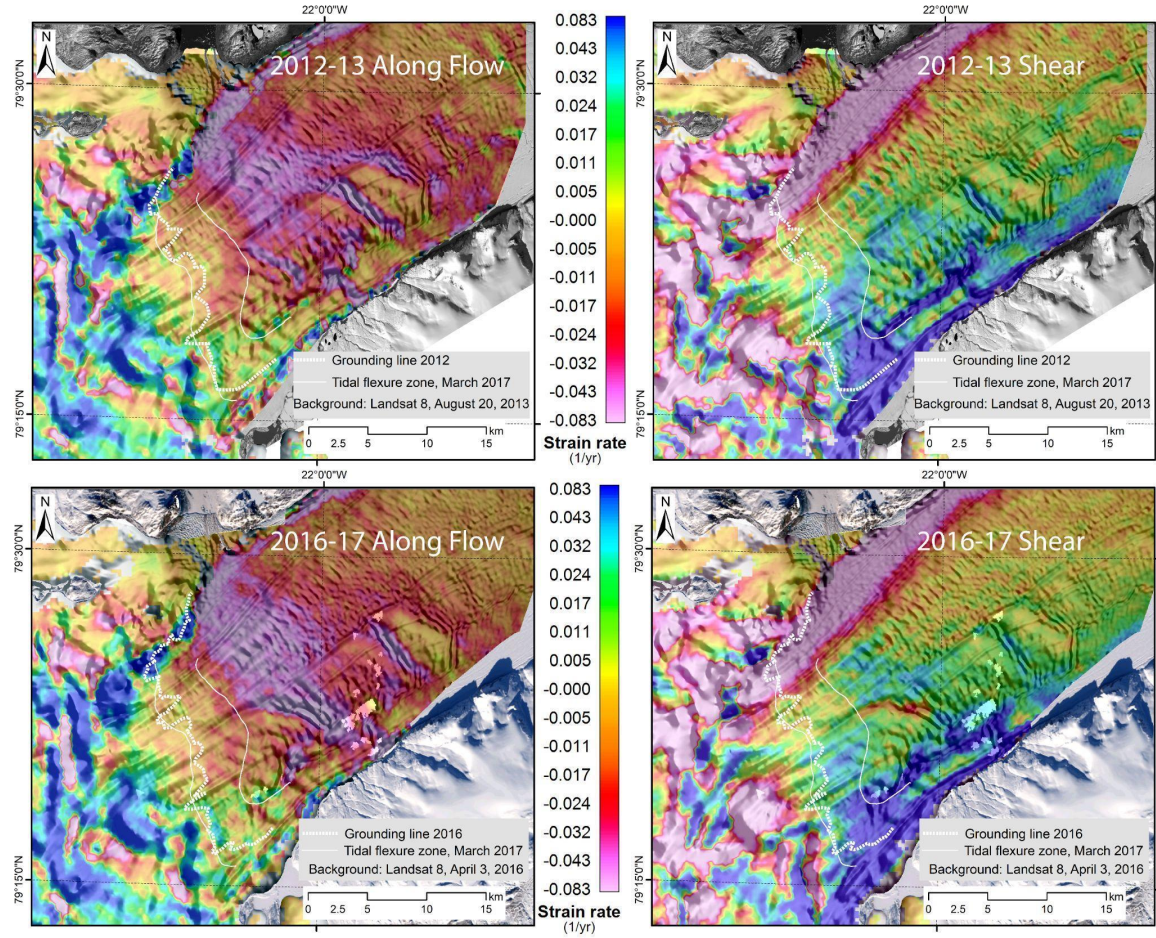 22°0'0"W
22°0'0"W
N
2012-13 Along Flow
79°30'0"N
79°15'0"N
Grounding line 2012
Tidal flexure zone, March 2017
Background: Landsat 8, August 20, 2013
0 2.5 5 10 15 km
0.083
0.043
0.032
0.024
0.017
0.011
0.005
-0.000
-0.005
-0.011
-0.017
-0.024
-0.032
-0.043
-0.083
Strain rate
(1/yr)
N
2012-13 Shear
79°30'0"N
79°15'0"N
Grounding line 2012
Tidal flexure zone, March 2017
Background: Landsat 8, August 20, 2013
0 2.5 5 10 15 km
22°0'0"W
22°0'0"W
N
2016-17 Along Flow
79°30'0"N
79°15'0"N
Grounding line 2016
Tidal flexure zone, March 2017
Background: Landsat 8, April 3, 2016
0 2.5 5 10 15 km
0.083
0.043
0.032
0.024
0.017
0.011
0.005
-0.000
-0.005
-0.011
-0.017
-0.024
-0.032
-0.043
-0.083
Strain rate
(1/yr)
N
2016-17 Shear
79°30'0"N
79°15'0"N
Grounding line 2016
Tidal flexure zone, March 2017
Background: Landsat 8, April 3, 2016
0 2.5 5 10 15 km